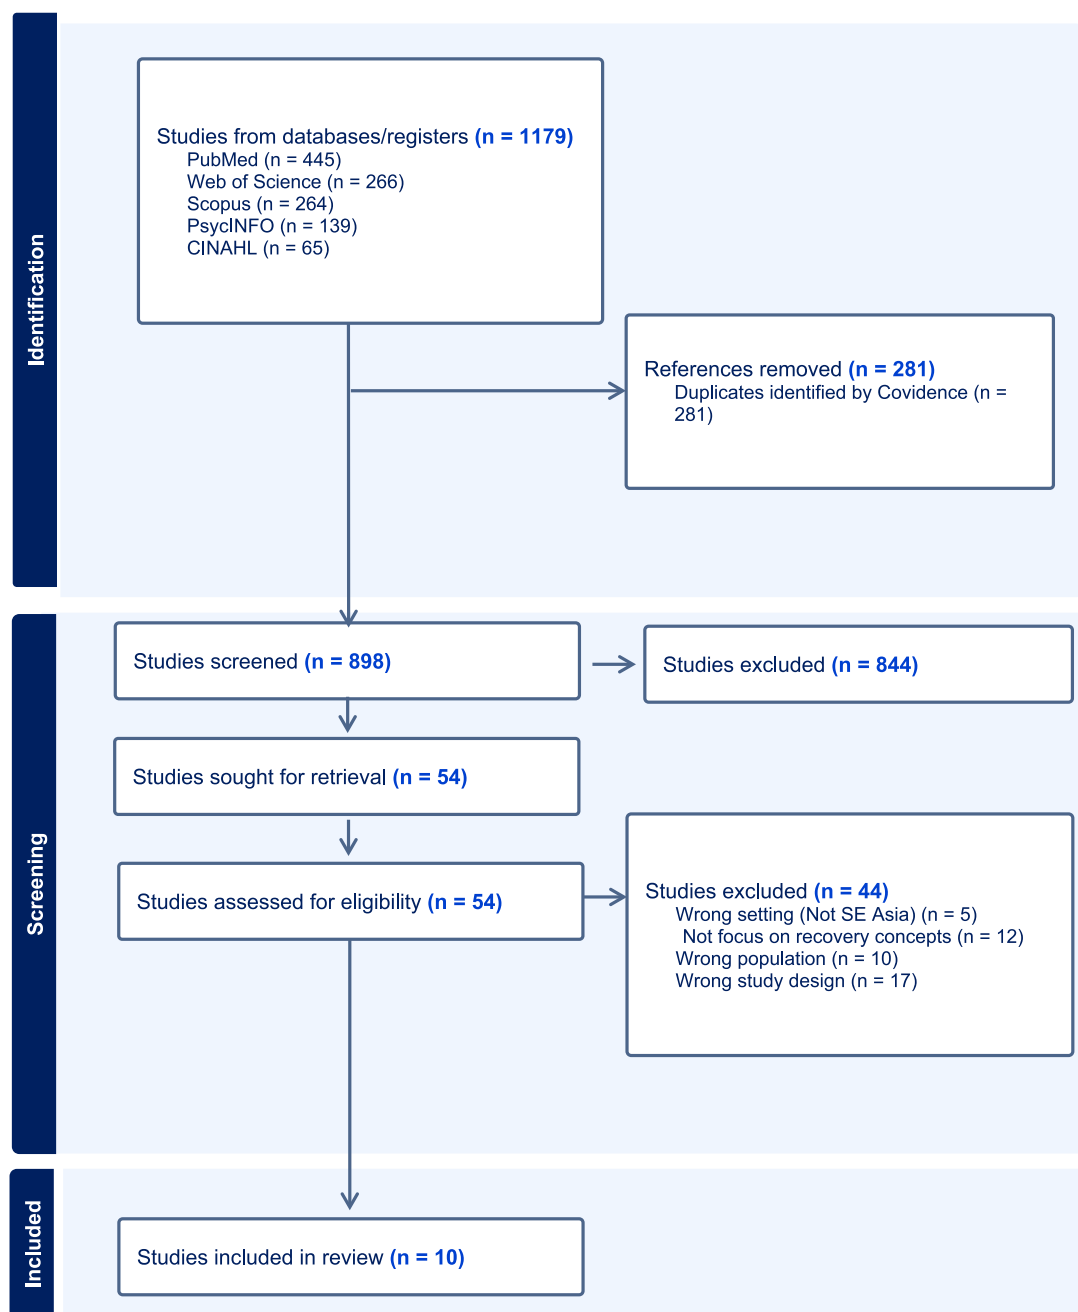 Identification
Studies from databases/registers (n = 1179)
PubMed (n = 445)
Web of Science (n = 266)
Scopus (n = 264)
PsycINFO (n = 139)
CINAHL (n = 65)
References removed (n = 281)
Duplicates identified by Covidence (n =
281)
Screening
Studies screened (n = 898)
Studies excluded (n = 844)
Studies sought for retrieval (n = 54)
Studies assessed for eligibility (n = 54)
Studies excluded (n = 44)
Wrong setting (Not SE Asia) (n = 5)
Not focus on recovery concepts (n = 12)
Wrong population (n = 10)
Wrong study design (n = 17)
Included
Studies included in review (n = 10)